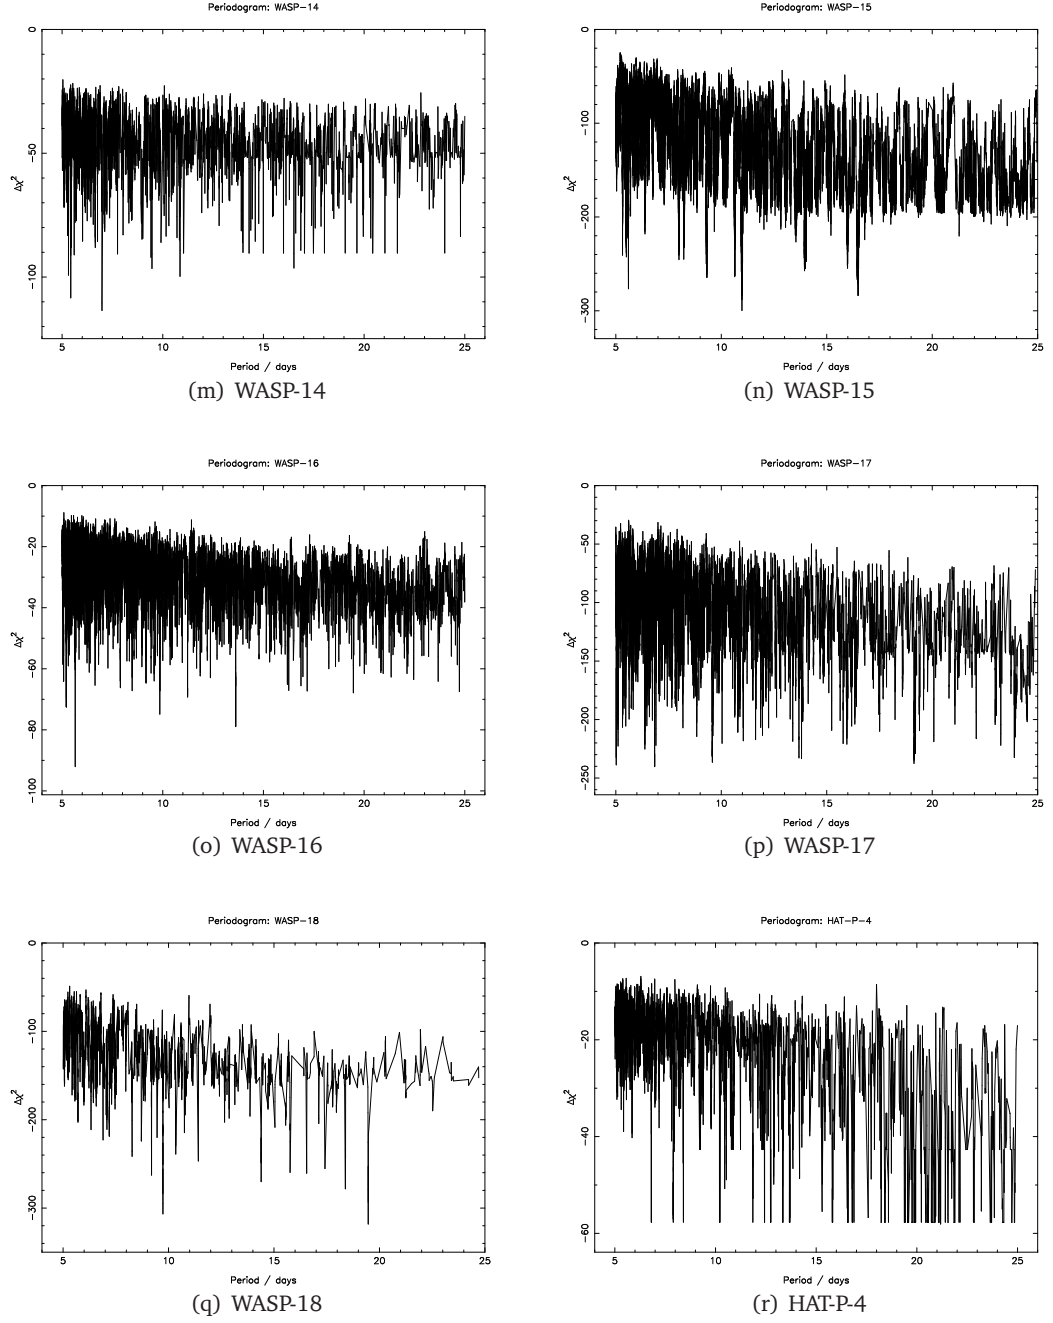 Periodogram: WASP-14
0
-50
-100
Δχ²
5 10 15 20 25
Period / days
(m) WASP-14
Periodogram: WASP-15
0
-100
-200
-300
Δχ²
5 10 15 20 25
Period / days
(n) WASP-15
Periodogram: WASP-16
0
-20
-40
-60
-80
-100
Δχ²
5 10 15 20 25
Period / days
(o) WASP-16
Periodogram: WASP-17
0
-50
-100
-150
-200
-250
Δχ²
5 10 15 20 25
Period / days
(p) WASP-17
Periodogram: WASP-18
0
-100
-200
-300
Δχ²
5 10 15 20 25
Period / days
(q) WASP-18
Periodogram: HAT-P-4
0
-20
-40
-60
Δχ²
5 10 15 20 25
Period / days
(r) HAT-P-4